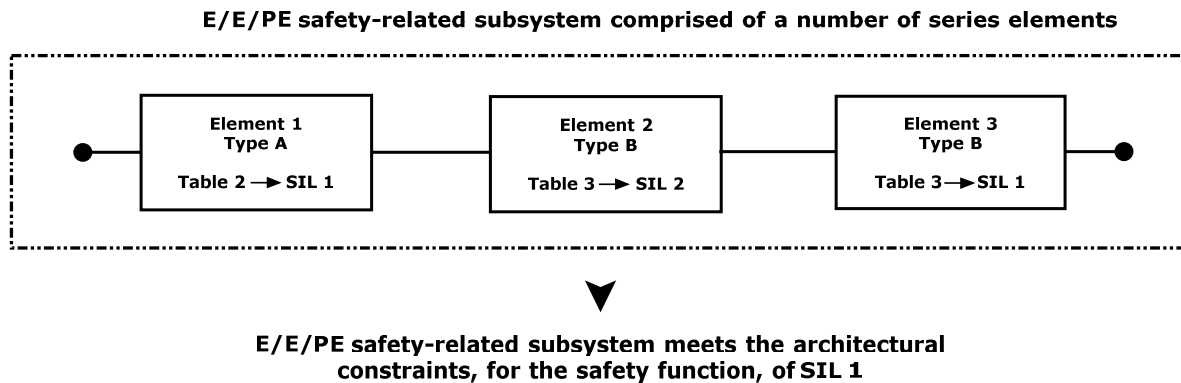 E/E/PE safety-related subsystem comprised of a number of series elements
Element 1
Type A
Table 2 → SIL 1
Element 2
Type B
Table 3 → SIL 2
Element 3
Type B
Table 3 → SIL 1
E/E/PE safety-related subsystem meets the architectural
constraints, for the safety function, of SIL 1